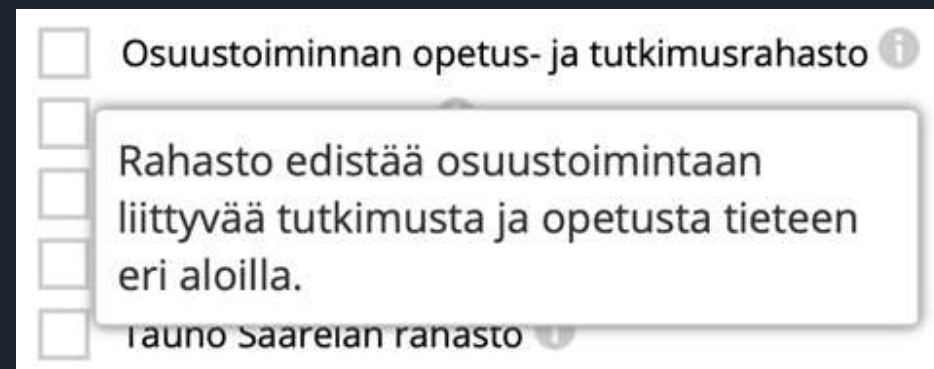 Osuustoiminnan opetus- ja tutkimusrahasto
Rahasto edistää osuustoimintaan
liittyvää tutkimusta ja opetusta tieteen
eri aloilla.
Tauno Saarelan rahasto